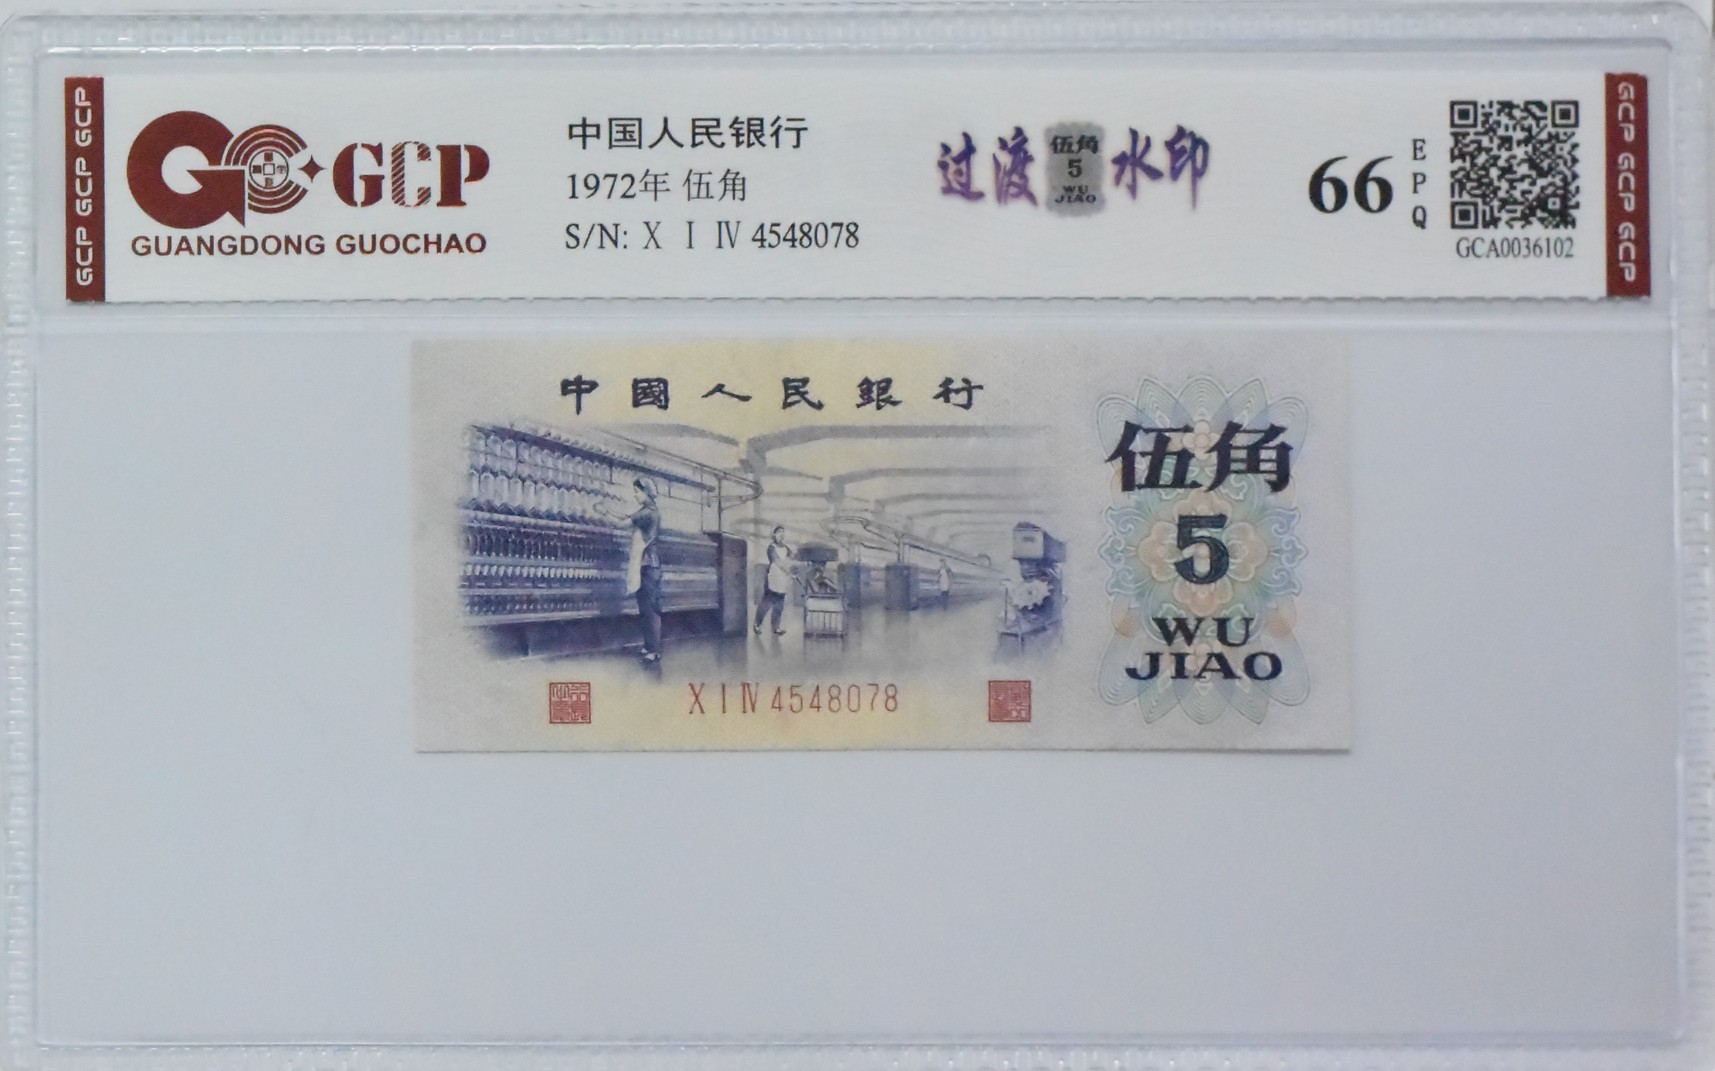 GCP GCP GCP
GCP
GUANGDONG GUOCHAO
中国人民银行
1972年 伍角
S/N: X Ⅰ Ⅳ 4548078
过渡 伍角 5 WU JIAO 水印
66 EPQ
GCA0036102
GCP GCP GCP
中國人民銀行
伍角
5
WU
JIAO
X Ⅰ Ⅳ 4548078